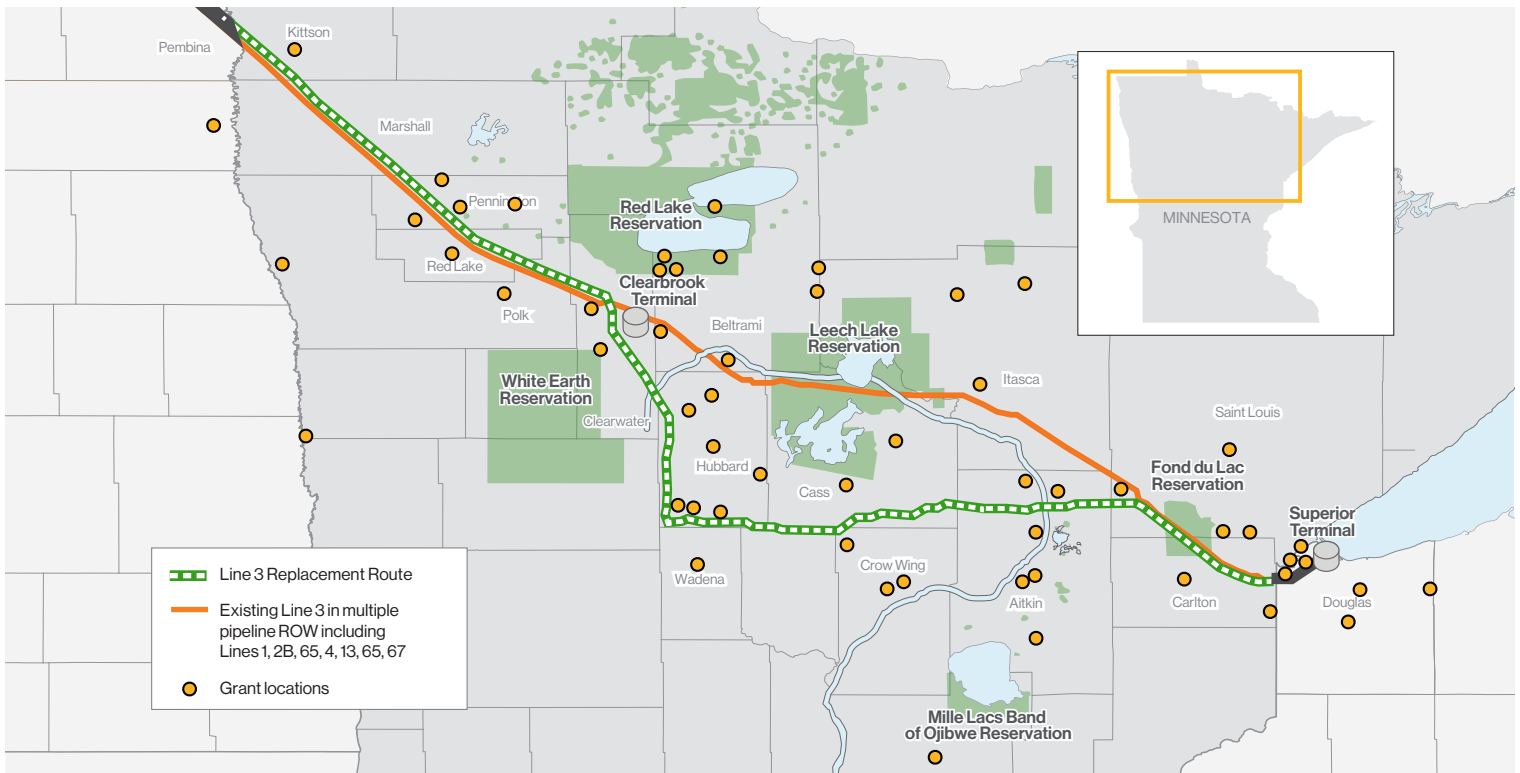 Kittson
Pembina
Marshall
MINNESOTA
Pennington
Red Lake
Reservation
Red Lake
Clearbrook
Terminal
Polk
Beltrami
Leech Lake
Reservation
White Earth
Reservation
Itasca
Clearwater
Saint Louis
Hubbard
Cass
Fond du Lac
Reservation
Superior
Terminal
Line 3 Replacement Route
Existing Line 3 in multiple
pipeline ROW including
Lines 1, 2B, 65, 4, 13, 65, 67
Grant locations
Wadena
Crow Wing
Aitkin
Carlton
Douglas
Mille Lacs Band
of Ojibwe Reservation